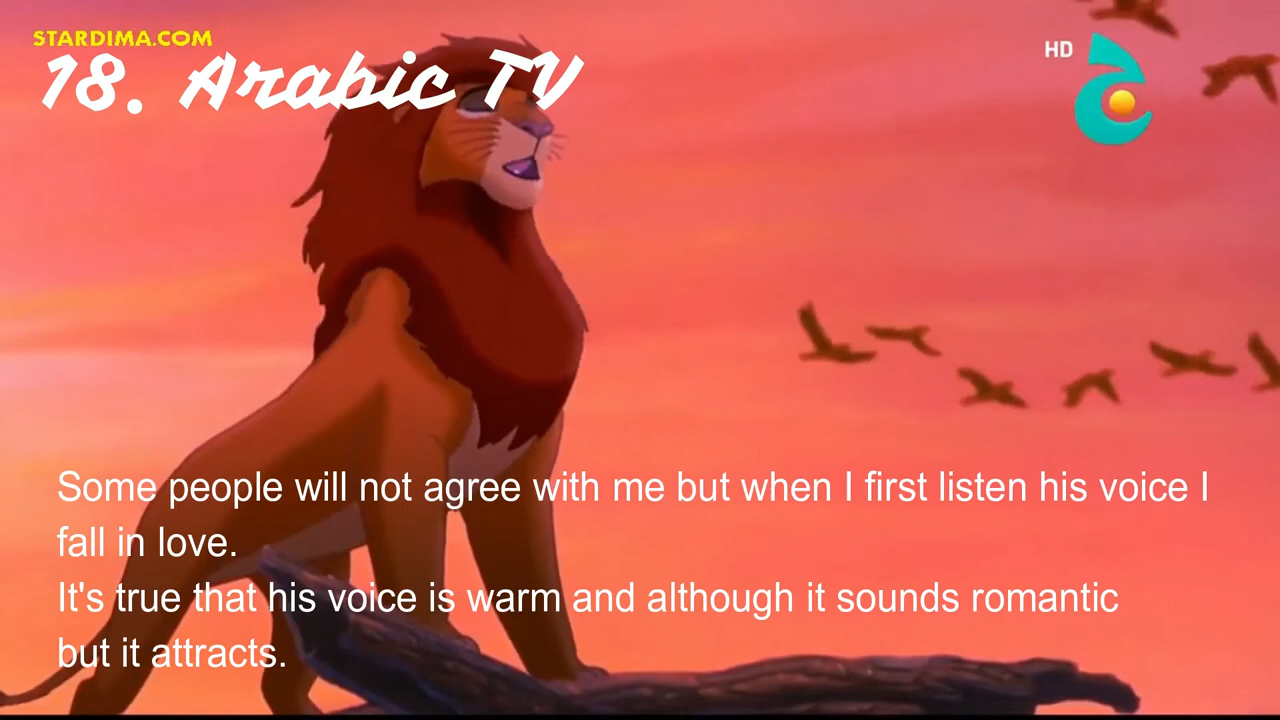 STARDIMA.COM
18. Arabic TV
HD
ج
Some people will not agree with me but when I first listen his voice I
fall in love.
It's true that his voice is warm and although it sounds romantic
but it attracts.